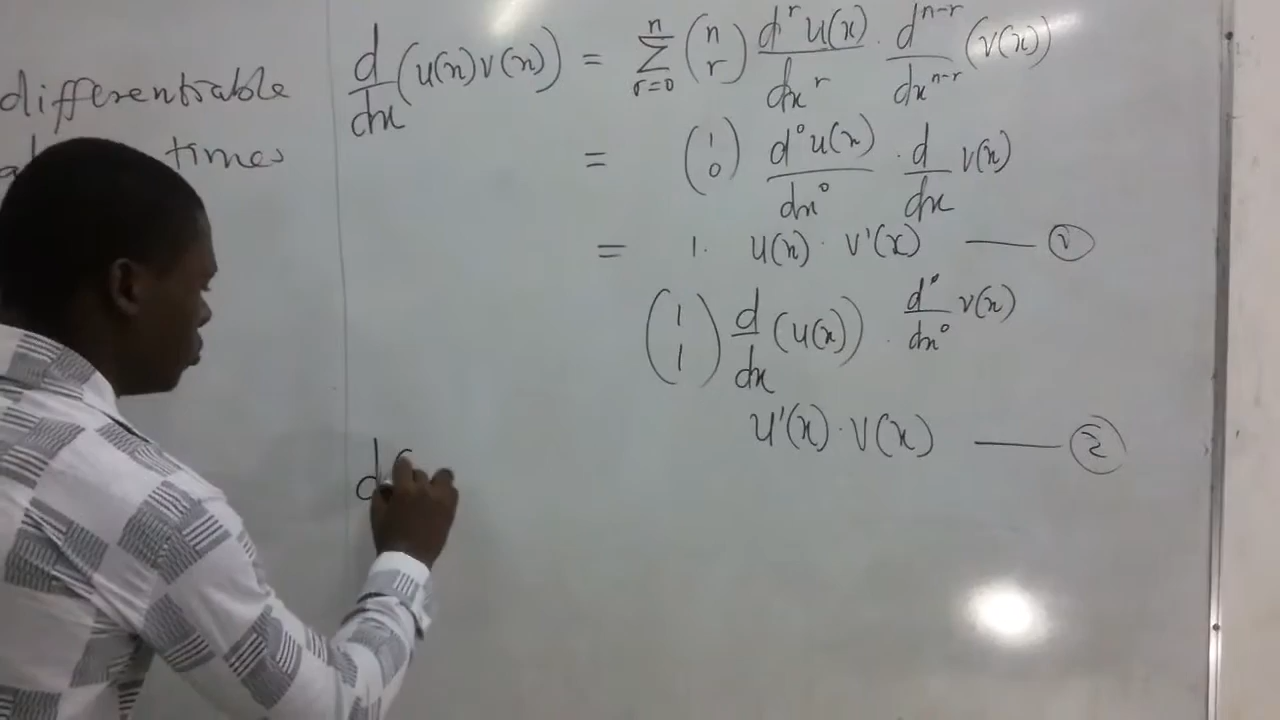 differentiable
times
d/dx (u(x)v(x)) = Σ_{r=0}^{n} (n r) d^r u(x)/dx^r · d^{n-r}/dx^{n-r} (v(x))
= (1 0) d^0 u(x)/dx^0 · d/dx v(x)
= 1. u(x) · v'(x) —— ①
(1 1) d/dx (u(x)) · d^0/dx^0 v(x)
u'(x) · v(x) —— ②
d